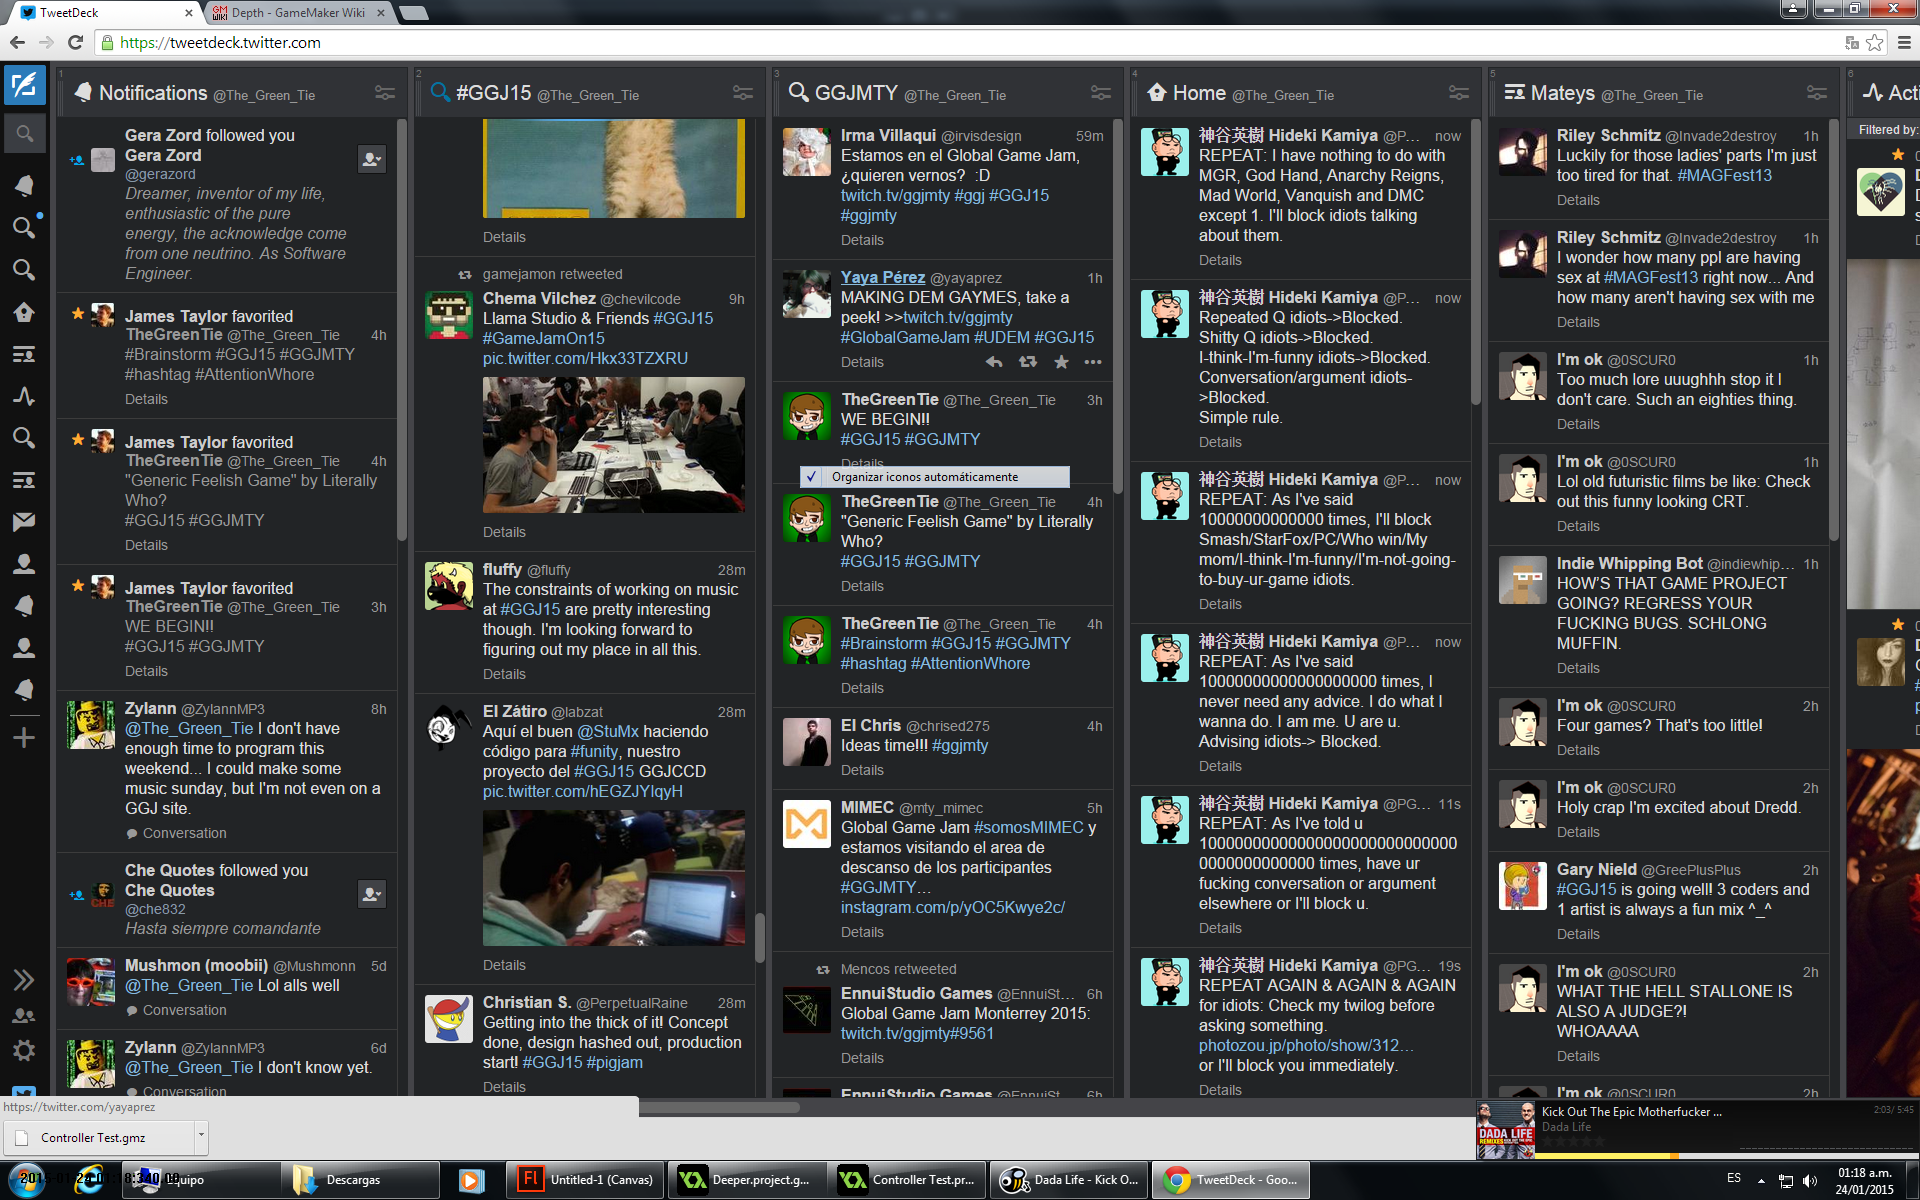 TweetDeck
Depth - GameMaker Wiki
https://tweetdeck.twitter.com
1
Notifications @The_Green_Tie
Gera Zord followed you
Gera Zord
@gerazord
Dreamer, inventor of my life,
enthusiastic of the pure
energy, the acknowledge come
from one neutrino. As Software
Engineer.
James Taylor favorited
TheGreenTie @The_Green_Tie 4h
#Brainstorm #GGJ15 #GGJMTY
#hashtag #AttentionWhore
Details
James Taylor favorited
TheGreenTie @The_Green_Tie 4h
"Generic Feelish Game" by Literally
Who?
#GGJ15 #GGJMTY
Details
James Taylor favorited
TheGreenTie @The_Green_Tie 3h
WE BEGIN!!
#GGJ15 #GGJMTY
Details
Zylann @ZylannMP3 8h
@The_Green_Tie I don't have
enough time to program this
weekend... I could make some
music sunday, but I'm not even on a
GGJ site.
Conversation
Che Quotes followed you
Che Quotes
@che832
Hasta siempre comandante
Mushmon (moobii) @Mushmonn 5d
@The_Green_Tie Lol alls well
Conversation
Zylann @ZylannMP3 6d
@The_Green_Tie I don't know yet.
Conversation
2
#GGJ15 @The_Green_Tie
Details
gamejamon retweeted
Chema Vilchez @chevilcode 9h
Llama Studio & Friends #GGJ15
#GameJamOn15
pic.twitter.com/Hkx33TZXRU
Details
fluffy @fluffy 28m
The constraints of working on music
at #GGJ15 are pretty interesting
though. I'm looking forward to
figuring out my place in all this.
Details
El Zátiro @labzat 28m
Aquí el buen @StuMx haciendo
código para #funity, nuestro
proyecto del #GGJ15 GGJCCD
pic.twitter.com/hEGZJYlqyH
Details
Christian S. @PerpetualRaine 28m
Getting into the thick of it! Concept
done, design hashed out, production
start! #GGJ15 #pigjam
Details
3
GGJMTY @The_Green_Tie
Irma Villaqui @irvisdesign 59m
Estamos en el Global Game Jam,
¿quieren vernos? :D
twitch.tv/ggjmty #ggj #GGJ15
#ggjmty
Details
Yaya Pérez @yayaprez 1h
MAKING DEM GAYMES, take a
peek! >>twitch.tv/ggjmty
#GlobalGameJam #UDEM #GGJ15
Details
TheGreenTie @The_Green_Tie 3h
WE BEGIN!!
#GGJ15 #GGJMTY
Details
Organizar iconos automáticamente
TheGreenTie @The_Green_Tie 4h
"Generic Feelish Game" by Literally
Who?
#GGJ15 #GGJMTY
Details
TheGreenTie @The_Green_Tie 4h
#Brainstorm #GGJ15 #GGJMTY
#hashtag #AttentionWhore
Details
El Chris @chrised275 4h
Ideas time!!! #ggjmty
Details
MIMEC @mty_mimec 5h
Global Game Jam #somosMIMEC y
estamos visitando el area de
descanso de los participantes
#GGJMTY…
instagram.com/p/yOC5Kwye2c/
Details
Mencos retweeted
EnnuiStudio Games @EnnuiSt... 6h
Global Game Jam Monterrey 2015:
twitch.tv/ggjmty#9561
Details
EnnuiStudio Games @EnnuiSt... 6h
4
Home @The_Green_Tie
神谷英樹 Hideki Kamiya @P... now
REPEAT: I have nothing to do with
MGR, God Hand, Anarchy Reigns,
Mad World, Vanquish and DMC
except 1. I'll block idiots talking
about them.
Details
神谷英樹 Hideki Kamiya @P... now
Repeated Q idiots->Blocked.
Shitty Q idiots->Blocked.
I-think-I'm-funny idiots->Blocked.
Conversation/argument idiots-
>Blocked.
Simple rule.
Details
神谷英樹 Hideki Kamiya @P... now
REPEAT: As I've said
10000000000000 times, I'll block
Smash/StarFox/PC/Who win/My
mom/I-think-I'm-funny/I'm-not-going-
to-buy-ur-game idiots.
Details
神谷英樹 Hideki Kamiya @P... now
REPEAT: As I've said
10000000000000000000 times, I
never need any advice. I do what I
wanna do. I am me. U are u.
Advising idiots-> Blocked.
Details
神谷英樹 Hideki Kamiya @PG... 11s
REPEAT: As I've told u
10000000000000000000000000000
0000000000000 times, have ur
fucking conversation or argument
elsewhere or I'll block u.
Details
神谷英樹 Hideki Kamiya @PG... 19s
REPEAT AGAIN & AGAIN & AGAIN
for idiots: Check my twilog before
asking something.
photozou.jp/photo/show/312…
or I'll block you immediately.
Details
5
Mateys @The_Green_Tie
Riley Schmitz @Invade2destroy 1h
Luckily for those ladies' parts I'm just
too tired for that. #MAGFest13
Details
Riley Schmitz @Invade2destroy 1h
I wonder how many ppl are having
sex at #MAGFest13 right now... And
how many aren't having sex with me
Details
I'm ok @0SCUR0 1h
Too much lore uuughhh stop it I
don't care. Such an eighties thing.
Details
I'm ok @0SCUR0 1h
Lol old futuristic films be like: Check
out this funny looking CRT.
Details
Indie Whipping Bot @indiewhip... 1h
HOW'S THAT GAME PROJECT
GOING? REGRESS YOUR
FUCKING BUGS. SCHLONG
MUFFIN.
Details
I'm ok @0SCUR0 2h
Four games? That's too little!
Details
I'm ok @0SCUR0 2h
Holy crap I'm excited about Dredd.
Details
Gary Nield @GreePlusPlus 2h
#GGJ15 is going well! 3 coders and
1 artist is always a fun mix ^_^
Details
I'm ok @0SCUR0 2h
WHAT THE HELL STALLONE IS
ALSO A JUDGE?!
WHOAAAA
Details
I'm ok @0SCUR0 2h
6
Acti
Filtered by:
https://twitter.com/yayaprez
Controller Test.gmz
Kick Out The Epic Motherfucker ... 2:03/ 5:45
Dada Life
DADA LIFE
Equipo
Descargas
Untitled-1 (Canvas)
Deeper.project.g...
Controller Test.pr...
Dada Life - Kick O...
TweetDeck - Goo...
ES
01:18 a.m.
24/01/2015